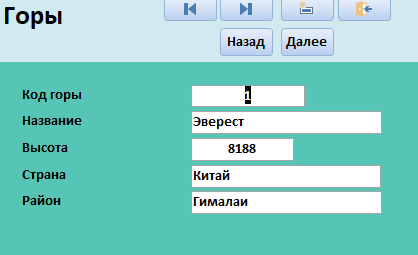 Горы
Назад Далее
Код горы 1
Название Эверест
Высота 8188
Страна Китай
Район Гималаи